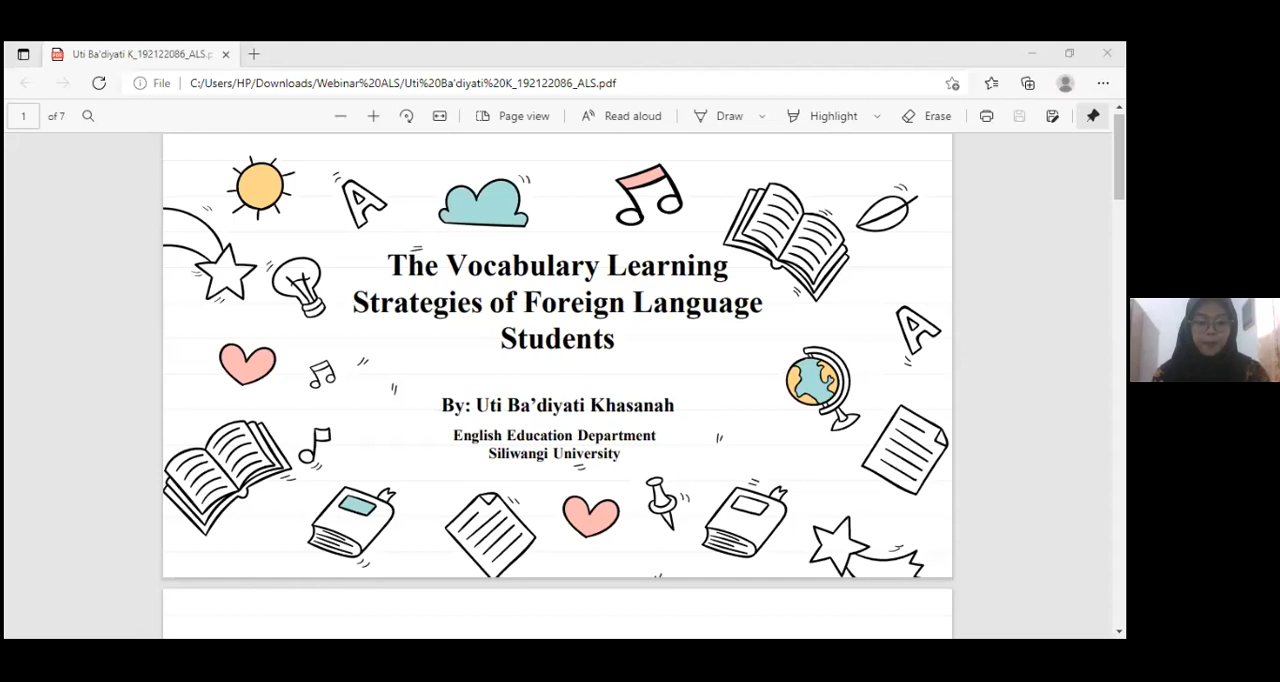 Uti Ba'diyati K_192122086_ALS.p
File
C:/Users/HP/Downloads/Webinar%20ALS/Uti%20Ba'diyati%20K_192122086_ALS.pdf
1 of 7
Page view
Read aloud
Draw
Highlight
Erase
A
The Vocabulary Learning
Strategies of Foreign Language
Students
A
By: Uti Ba’diyati Khasanah
English Education Department
Siliwangi University